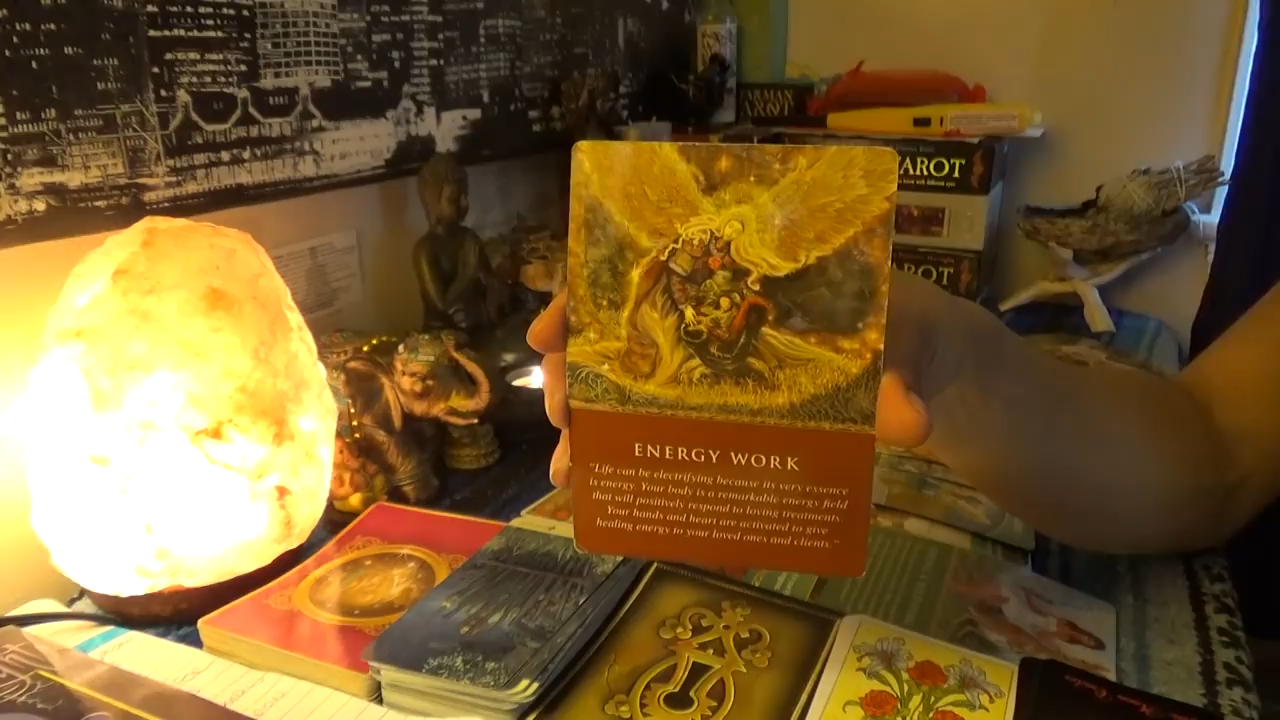 ARMAN
TAROT
TAROT
AROT
ENERGY WORK
"Life can be electrifying because its very essence
is energy. Your body is a remarkable energy field
that will positively respond to loving treatments.
Your hands and heart are activated to give
healing energy to your loved ones and clients."